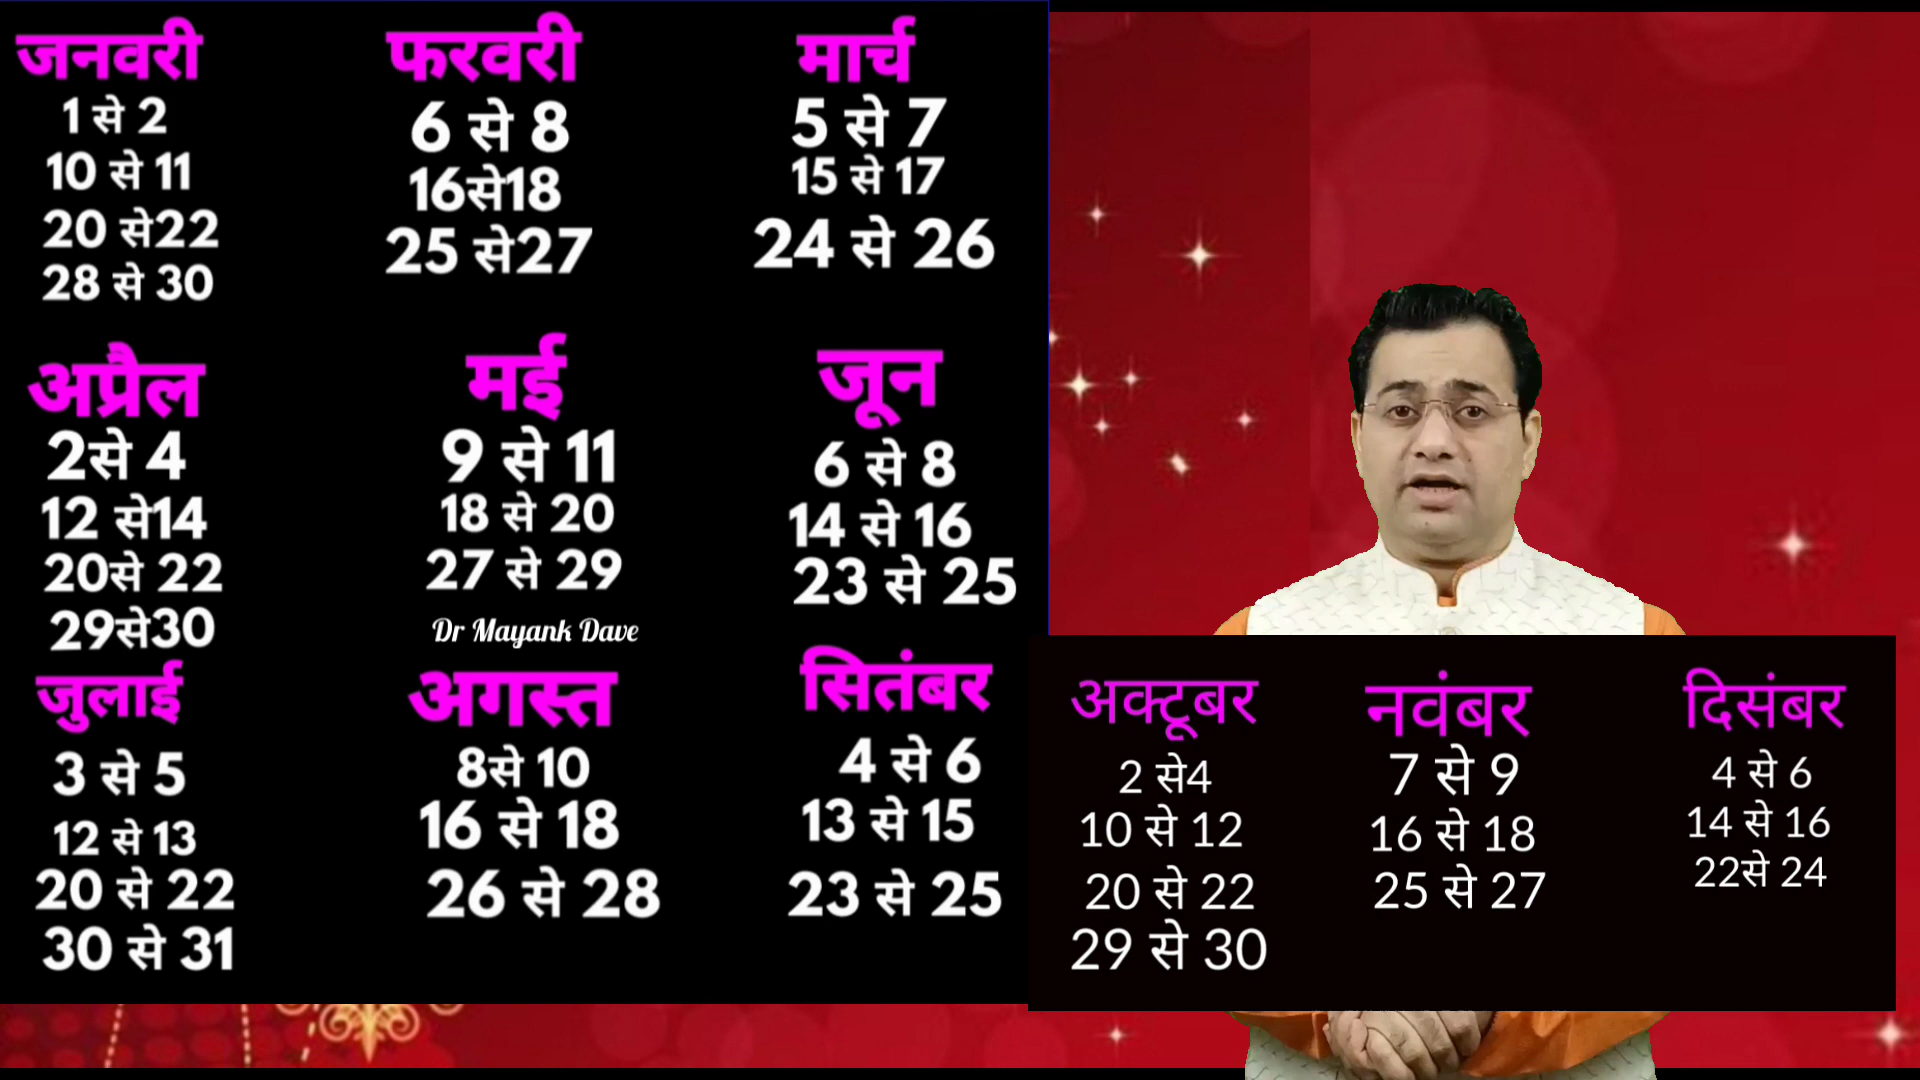 जनवरी
1 से 2
10 से 11
20 से22
28 से 30
फरवरी
6 से 8
16से18
25 से27
मार्च
5 से 7
15 से 17
24 से 26
अप्रैल
2से 4
12 से14
20से 22
29से30
मई
9 से 11
18 से 20
27 से 29
Dr Mayank Dave
जून
6 से 8
14 से 16
23 से 25
जुलाई
3 से 5
12 से 13
20 से 22
30 से 31
अगस्त
8से 10
16 से 18
26 से 28
सितंबर
4 से 6
13 से 15
23 से 25
अक्टूबर
2 से4
10 से 12
20 से 22
29 से 30
नवंबर
7 से 9
16 से 18
25 से 27
दिसंबर
4 से 6
14 से 16
22से 24